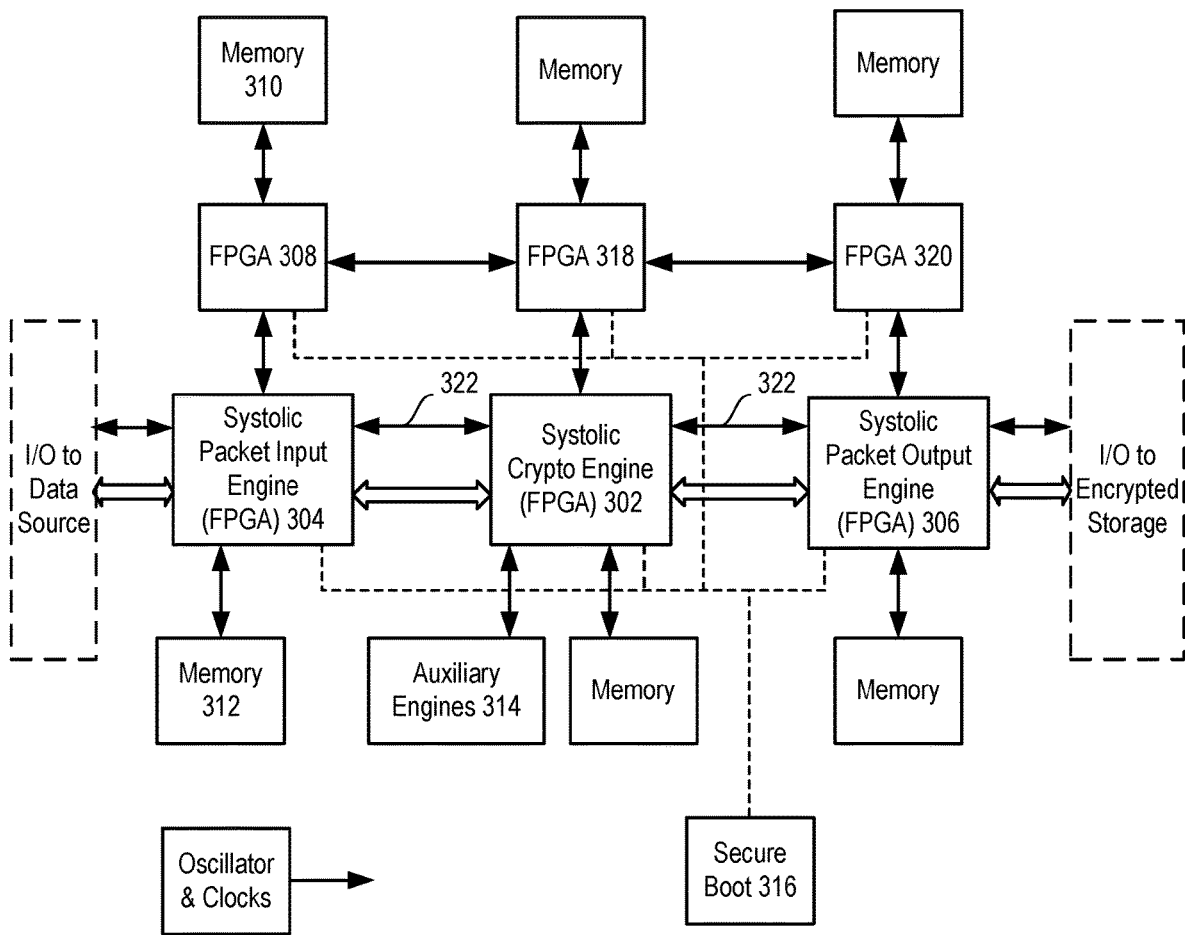 Memory
310
Memory
Memory
FPGA 308
FPGA 318
FPGA 320
322
322
I/O to
Data
Source
Systolic
Packet Input
Engine
(FPGA) 304
Systolic
Crypto Engine
(FPGA) 302
Systolic
Packet Output
Engine
(FPGA) 306
I/O to
Encrypted
Storage
Memory
312
Auxiliary
Engines 314
Memory
Memory
Oscillator
& Clocks
Secure
Boot 316